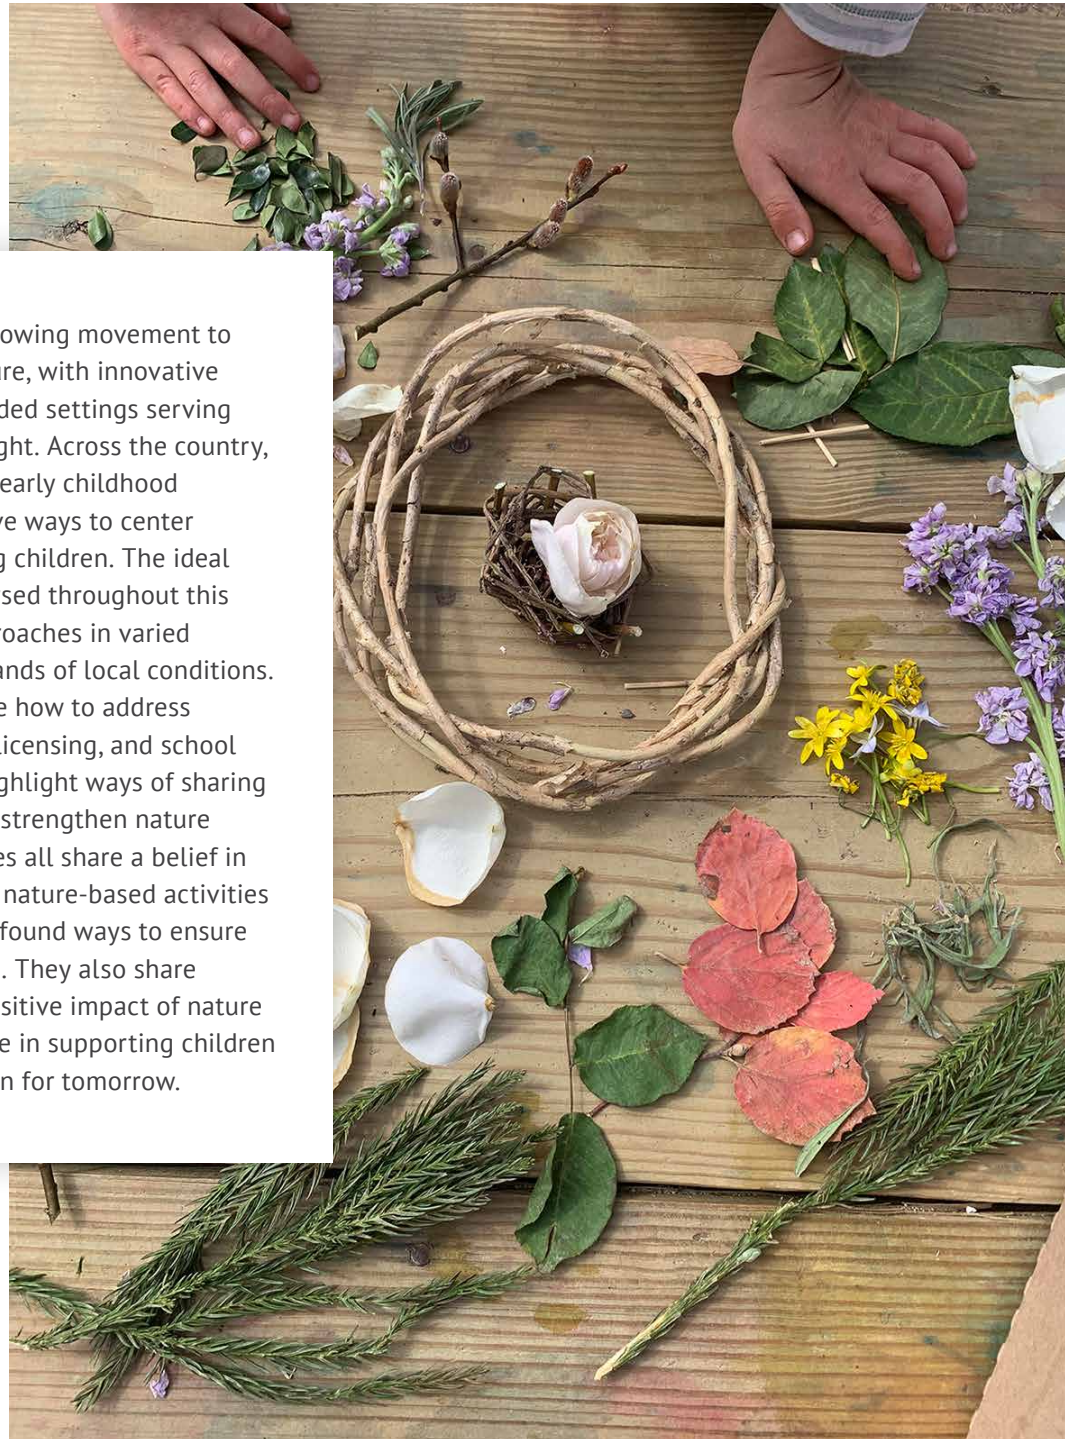 owing movement to
re, with innovative
ded settings serving
ght. Across the country,
early childhood
ve ways to center
g children. The ideal
sed throughout this
roaches in varied
ands of local conditions.
e how to address
licensing, and school
ghlight ways of sharing
strengthen nature
es all share a belief in
nature-based activities
found ways to ensure
. They also share
sitive impact of nature
e in supporting children
n for tomorrow.